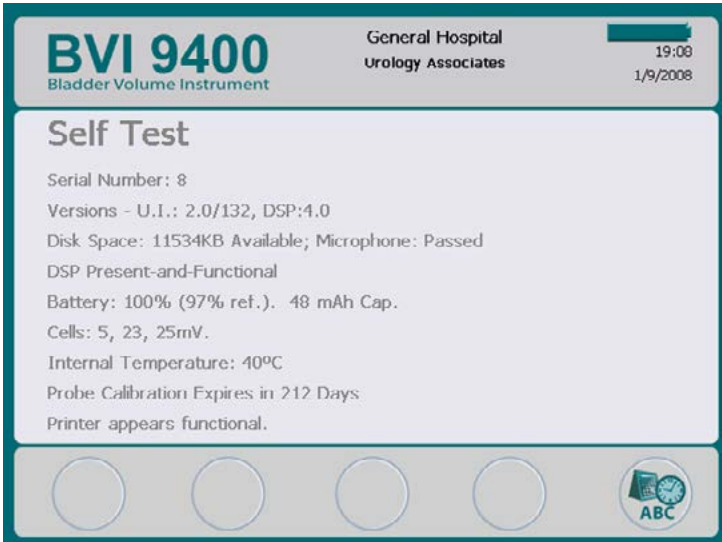 BVI 9400
Bladder Volume Instrument
General Hospital
Urology Associates
19:08
1/9/2008
Self Test
Serial Number: 8
Versions - U.I.: 2.0/132, DSP:4.0
Disk Space: 11534KB Available; Microphone: Passed
DSP Present-and-Functional
Battery: 100% (97% ref.). 48 mAh Cap.
Cells: 5, 23, 25mV.
Internal Temperature: 40ºC
Probe Calibration Expires in 212 Days
Printer appears functional.
ABC